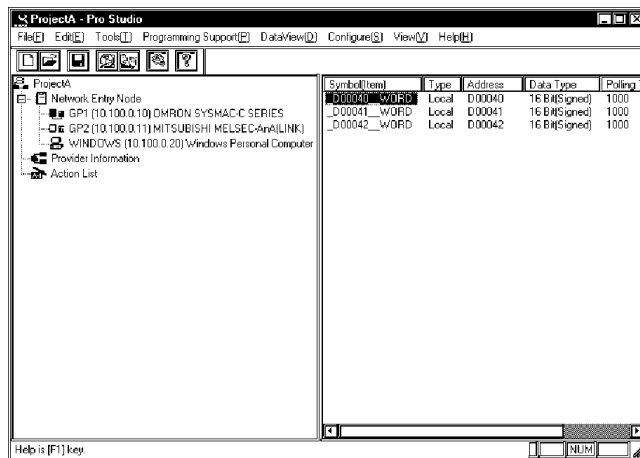 ProjectA - Pro Studio
File(F) Edit(E) Tools(T) Programming Support(P) DataView(D) Configure(S) View(V) Help(H)
ProjectA
Network Entry Node
GP1 (10.100.0.10) OMRON SYSMAC-C SERIES
GP2 (10.100.0.11) MITSUBISHI MELSEC-AnA(LINK)
WINDOWS (10.100.0.20) Windows Personal Computer
Provider Information
Action List
Symbol(Item) Type Address Data Type Polling T
_D00040__WORD Local D00040 16 Bit(Signed) 1000
_D00041__WORD Local D00041 16 Bit(Signed) 1000
_D00042__WORD Local D00042 16 Bit(Signed) 1000
Help is [F1] key.
NUM